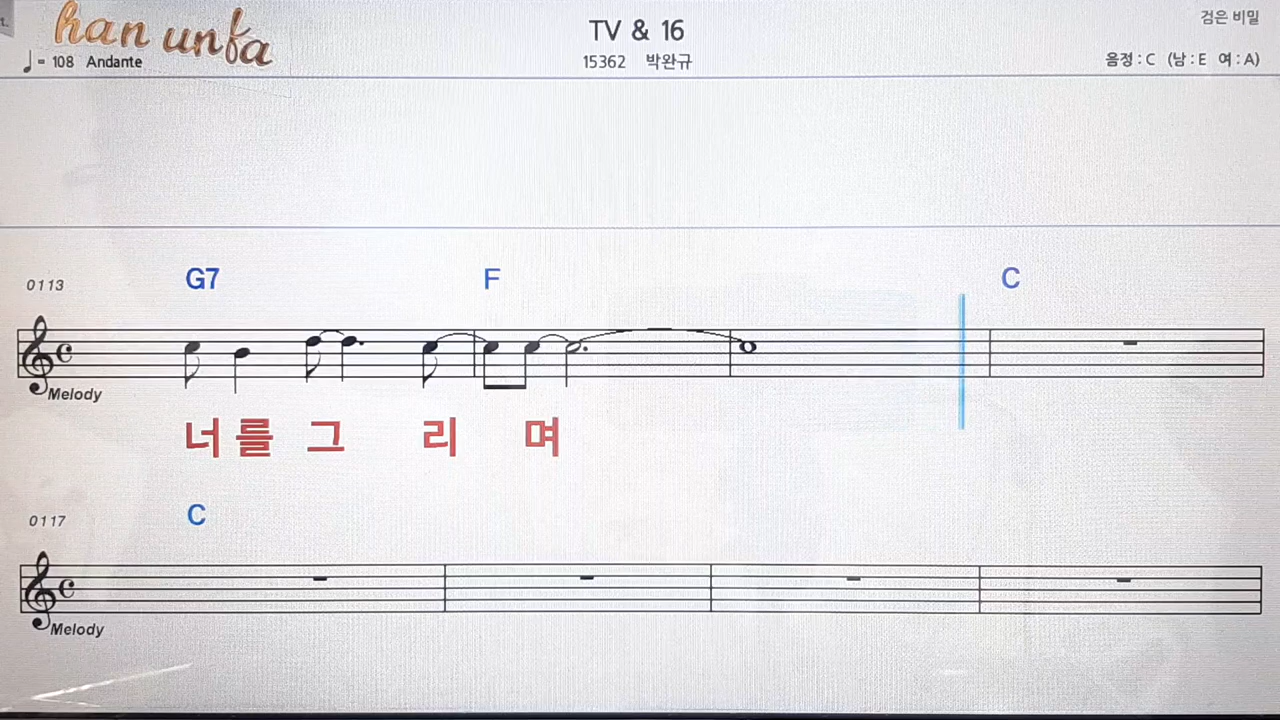 han unfa
TV & 16
검은 비밀
♩= 108 Andante
15362 박완규
음정 : C (남 : E 여 : A)
0113
G7 F C
Melody
너 를 그 리 며
0117
C
Melody